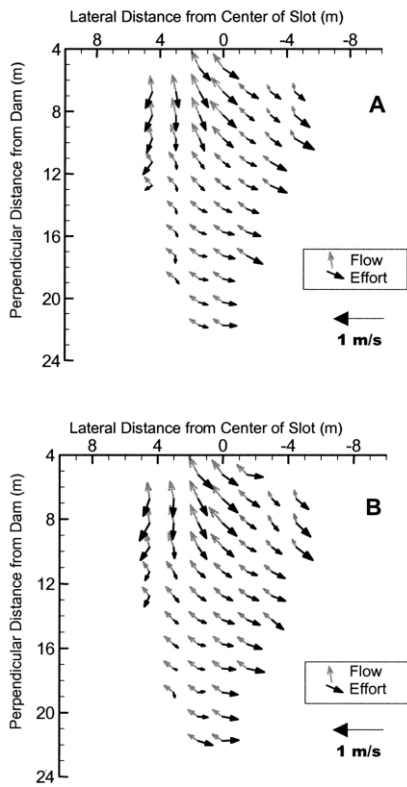 Lateral Distance from Center of Slot (m)
8 4 0 -4 -8
4
8
12
16
20
24
Perpendicular Distance from Dam (m)
A
Flow
Effort
1 m/s
Lateral Distance from Center of Slot (m)
8 4 0 -4 -8
4
8
12
16
20
24
Perpendicular Distance from Dam (m)
B
Flow
Effort
1 m/s